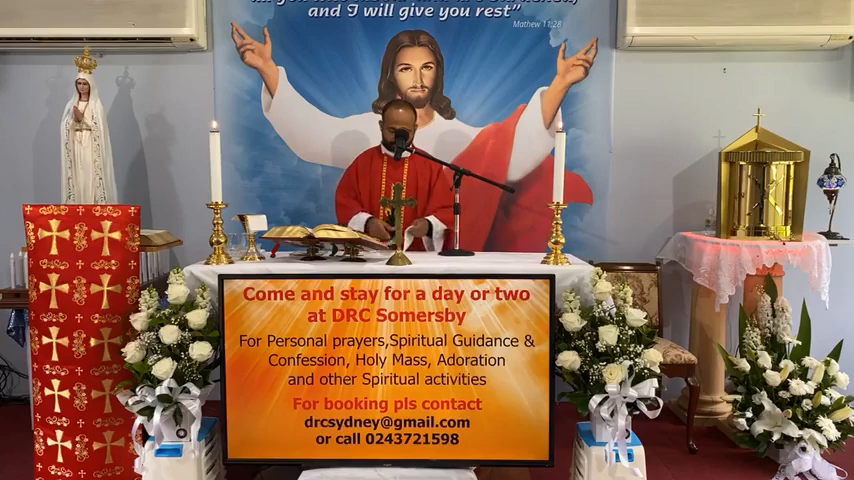 and I will give you rest"
Mathew 11:28
Come and stay for a day or two
at DRC Somersby
For Personal prayers,Spiritual Guidance &
Confession, Holy Mass, Adoration
and other Spiritual activities
For booking pls contact
drcsydney@gmail.com
or call 0243721598